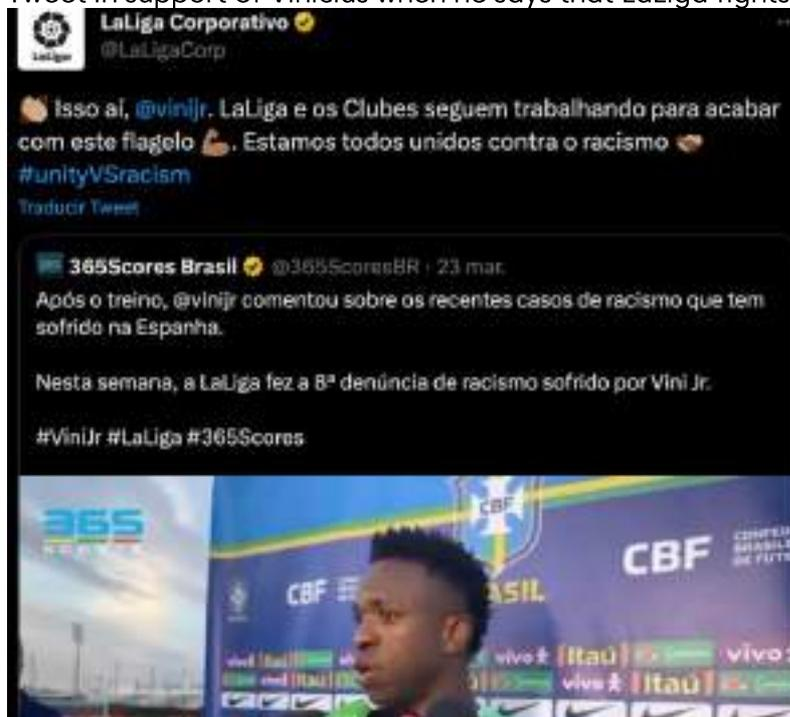 Tweet in support of Vinicius when he says that LaLiga fights
LaLiga Corporativo
@LaLigaCorp
👏🏼 Isso aí, @vinijr. LaLiga e os Clubes seguem trabalhando para acabar
com este flagelo 💪🏼. Estamos todos unidos contra o racismo 🤝
#unityVSracism
Traducir Tweet
365Scores Brasil @365ScoresBR · 23 mar.
Após o treino, @vinijr comentou sobre os recentes casos de racismo que tem
sofrido na Espanha.
Nesta semana, a LaLiga fez a 8ª denúncia de racismo sofrido por Vini Jr.
#ViniJr #LaLiga #365Scores
365
CBF
CBF
CBF
vivo Itaú vivo
vivo Itaú